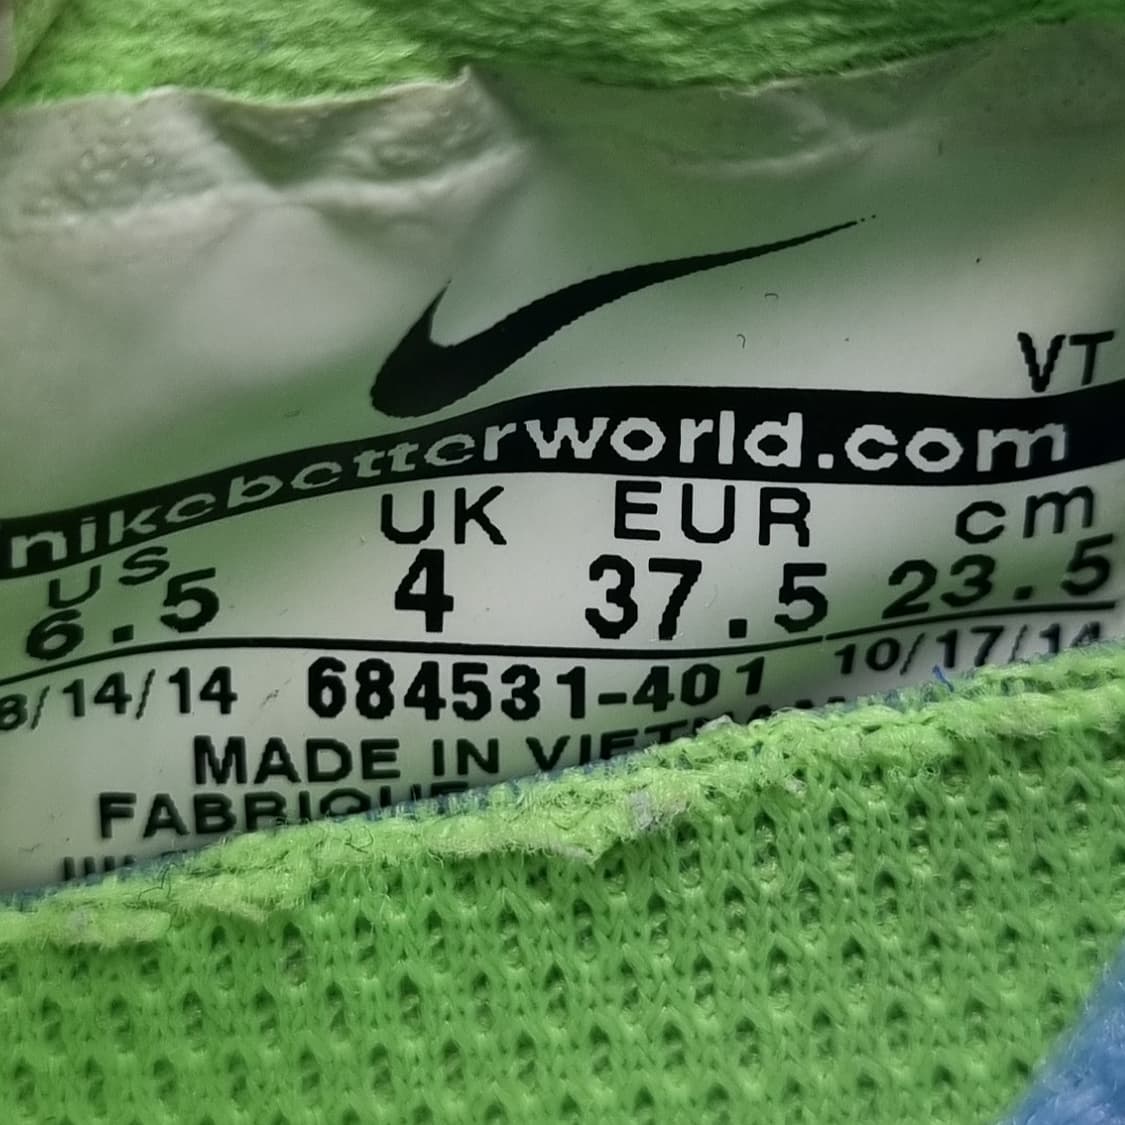 VT
nikebetterworld.com
US UK EUR cm
6.5 4 37.5 23.5
8/14/14 684531-401 10/17/14
MADE IN VIETNAM